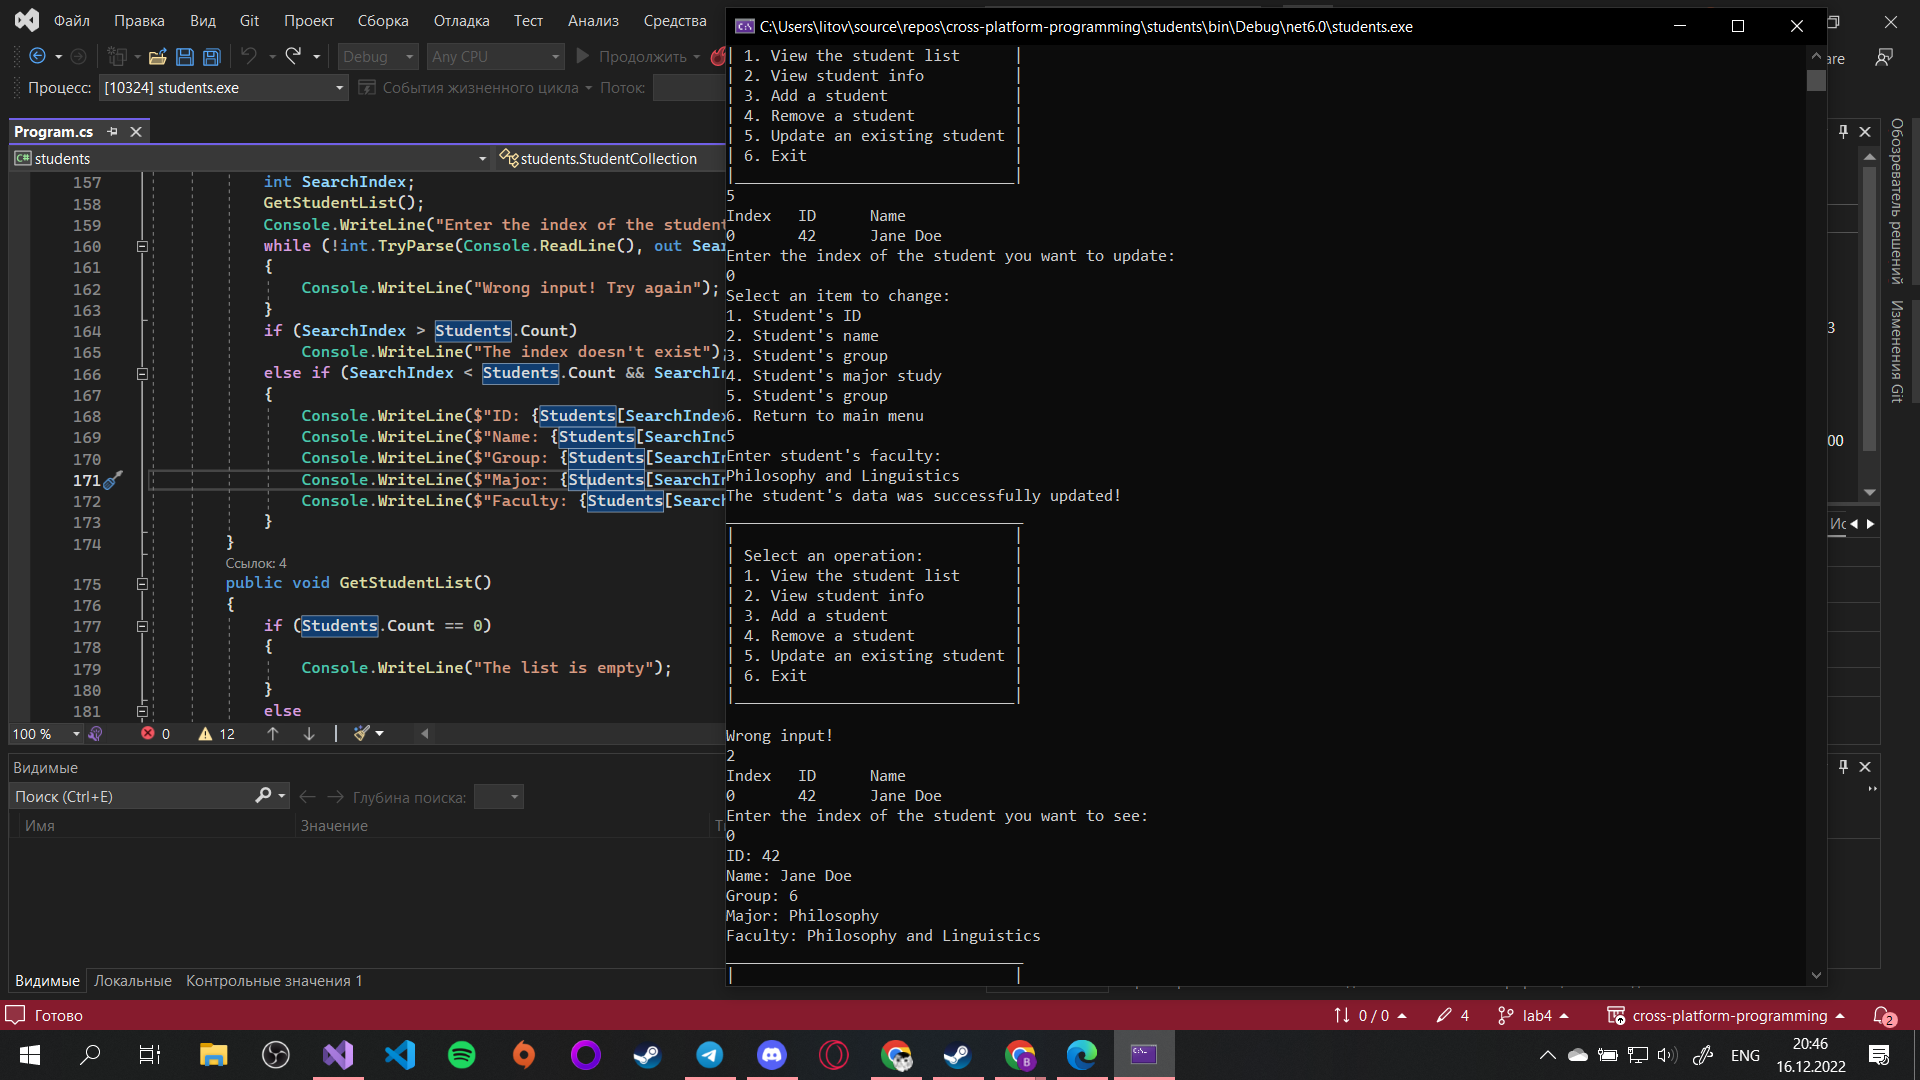 Файл Правка Вид Git Проект Сборка Отладка Тест Анализ Средства
C:\Users\litov\source\repos\cross-platform-programming\students\bin\Debug\net6.0\students.exe
Debug Any CPU Продолжить
are
Процесс: [10324] students.exe События жизненного цикла Поток:
Program.cs
students students.StudentCollection
157 int SearchIndex;
158 GetStudentList();
159 Console.WriteLine("Enter the index of the student
160 while (!int.TryParse(Console.ReadLine(), out Sear
161 {
162 Console.WriteLine("Wrong input! Try again");
163 }
164 if (SearchIndex > Students.Count)
165 Console.WriteLine("The index doesn't exist");
166 else if (SearchIndex < Students.Count && SearchIn
167 {
168 Console.WriteLine($"ID: {Students[SearchIndex
169 Console.WriteLine($"Name: {Students[SearchInd
170 Console.WriteLine($"Group: {Students[SearchIn
171 Console.WriteLine($"Major: {Students[SearchIn
172 Console.WriteLine($"Faculty: {Students[Search
173 }
174 }
Ссылок: 4
175 public void GetStudentList()
176 {
177 if (Students.Count == 0)
178 {
179 Console.WriteLine("The list is empty");
180 }
181 else
100 % 0 12
Видимые
Поиск (Ctrl+E) Глубина поиска:
Имя Значение
Видимые Локальные Контрольные значения 1
| 1. View the student list |
| 2. View student info |
| 3. Add a student |
| 4. Remove a student |
| 5. Update an existing student |
| 6. Exit |
|_______________________________|
5
Index ID Name
0 42 Jane Doe
Enter the index of the student you want to update:
0
Select an item to change:
1. Student's ID
2. Student's name
3. Student's group
4. Student's major study
5. Student's group
6. Return to main menu
5
Enter student's faculty:
Philosophy and Linguistics
The student's data was successfully updated!
_________________________________
| |
| Select an operation: |
| 1. View the student list |
| 2. View student info |
| 3. Add a student |
| 4. Remove a student |
| 5. Update an existing student |
| 6. Exit |
|_______________________________|
Wrong input!
2
Index ID Name
0 42 Jane Doe
Enter the index of the student you want to see:
0
ID: 42
Name: Jane Doe
Group: 6
Major: Philosophy
Faculty: Philosophy and Linguistics
_________________________________
| |
Обозреватель решений
Изменения Git
3
00
Ис
Готово 0 / 0 4 lab4 cross-platform-programming 2
ENG
20:46
16.12.2022